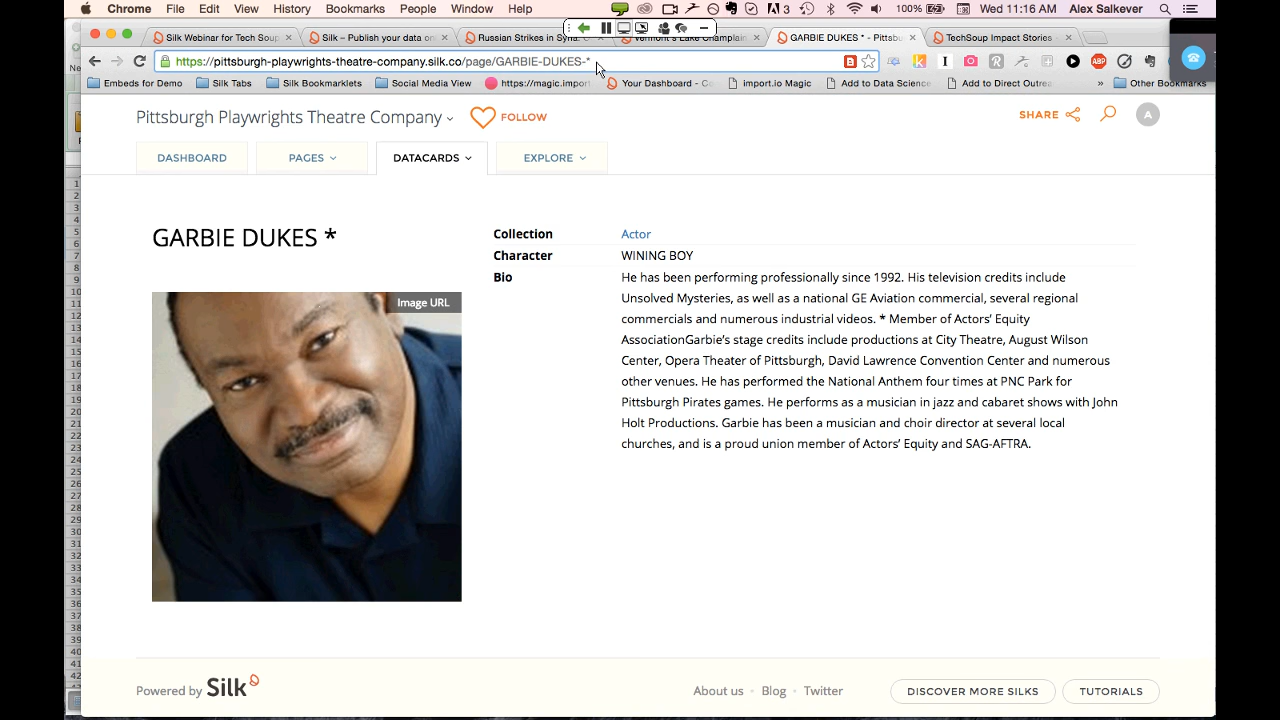 Chrome File Edit View History Bookmarks People Window Help 3 100% Wed 11:16 AM Alex Salkever
Silk Webinar for Tech Soup Silk – Publish your data on Russian Strikes in Syria: Vermont's Lake Champlain GARBIE DUKES * - Pittsbu TechSoup Impact Stories
https://pittsburgh-playwrights-theatre-company.silk.co/page/GARBIE-DUKES-*
Embeds for Demo Silk Tabs Silk Bookmarklets Social Media View https://magic.import Your Dashboard - Ge import.io Magic Add to Data Science Add to Direct Outrea » Other Bookmarks
Pittsburgh Playwrights Theatre Company FOLLOW SHARE A
DASHBOARD PAGES DATACARDS EXPLORE
GARBIE DUKES *
Image URL
Collection Actor
Character WINING BOY
Bio He has been performing professionally since 1992. His television credits include
Unsolved Mysteries, as well as a national GE Aviation commercial, several regional
commercials and numerous industrial videos. * Member of Actors' Equity
AssociationGarbie's stage credits include productions at City Theatre, August Wilson
Center, Opera Theater of Pittsburgh, David Lawrence Convention Center and numerous
other venues. He has performed the National Anthem four times at PNC Park for
Pittsburgh Pirates games. He performs as a musician in jazz and cabaret shows with John
Holt Productions. Garbie has been a musician and choir director at several local
churches, and is a proud union member of Actors' Equity and SAG-AFTRA.
Powered by Silk About us · Blog · Twitter DISCOVER MORE SILKS TUTORIALS